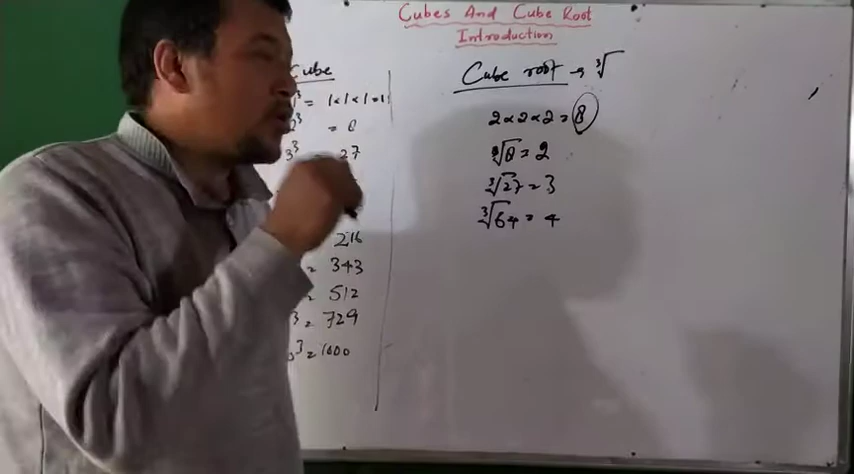 Cubes And Cube Root
Introduction
Cube
= 1×1×1=1
3 = 8
3 27
216
= 343
= 512
3 = 729
3 = 1000
Cube root → ∛
2×2×2=8
∛8=2
∛27=3
∛64=4